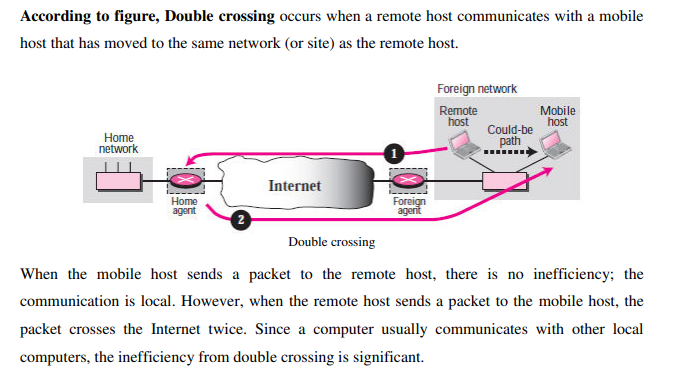 According to figure, Double crossing occurs when a remote host communicates with a mobile
host that has moved to the same network (or site) as the remote host.
Foreign network
Remote
host
Mobile
host
Could-be
path
Home
network
1
Internet
Home
agent
Foreign
agent
2
Double crossing
When the mobile host sends a packet to the remote host, there is no inefficiency; the
communication is local. However, when the remote host sends a packet to the mobile host, the
packet crosses the Internet twice. Since a computer usually communicates with other local
computers, the inefficiency from double crossing is significant.